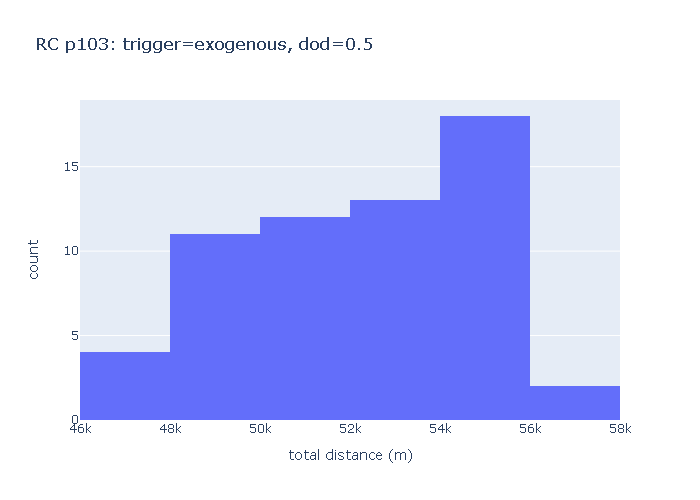 RC p103: trigger=exogenous, dod=0.5
15
10
5
0
count
46k 48k 50k 52k 54k 56k 58k
total distance (m)